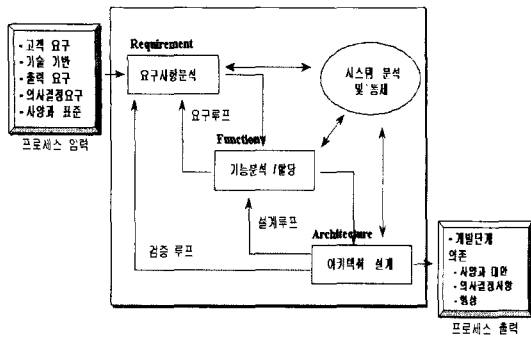 - 고객 요구
- 기술 기반
- 출력 요구
- 의사결정요구
- 사양과 표준
프로세스 입력
Requirement
요구사항분석
시스템 분석
및 통제
요구루프
Functiony
기능분석 /할당
설계루프
Architecture
아키텍쳐 설계
검증 루프
- 개발단계
의존
- 사양과 대안
- 의사결정사항
- 형상
프로세스 출력